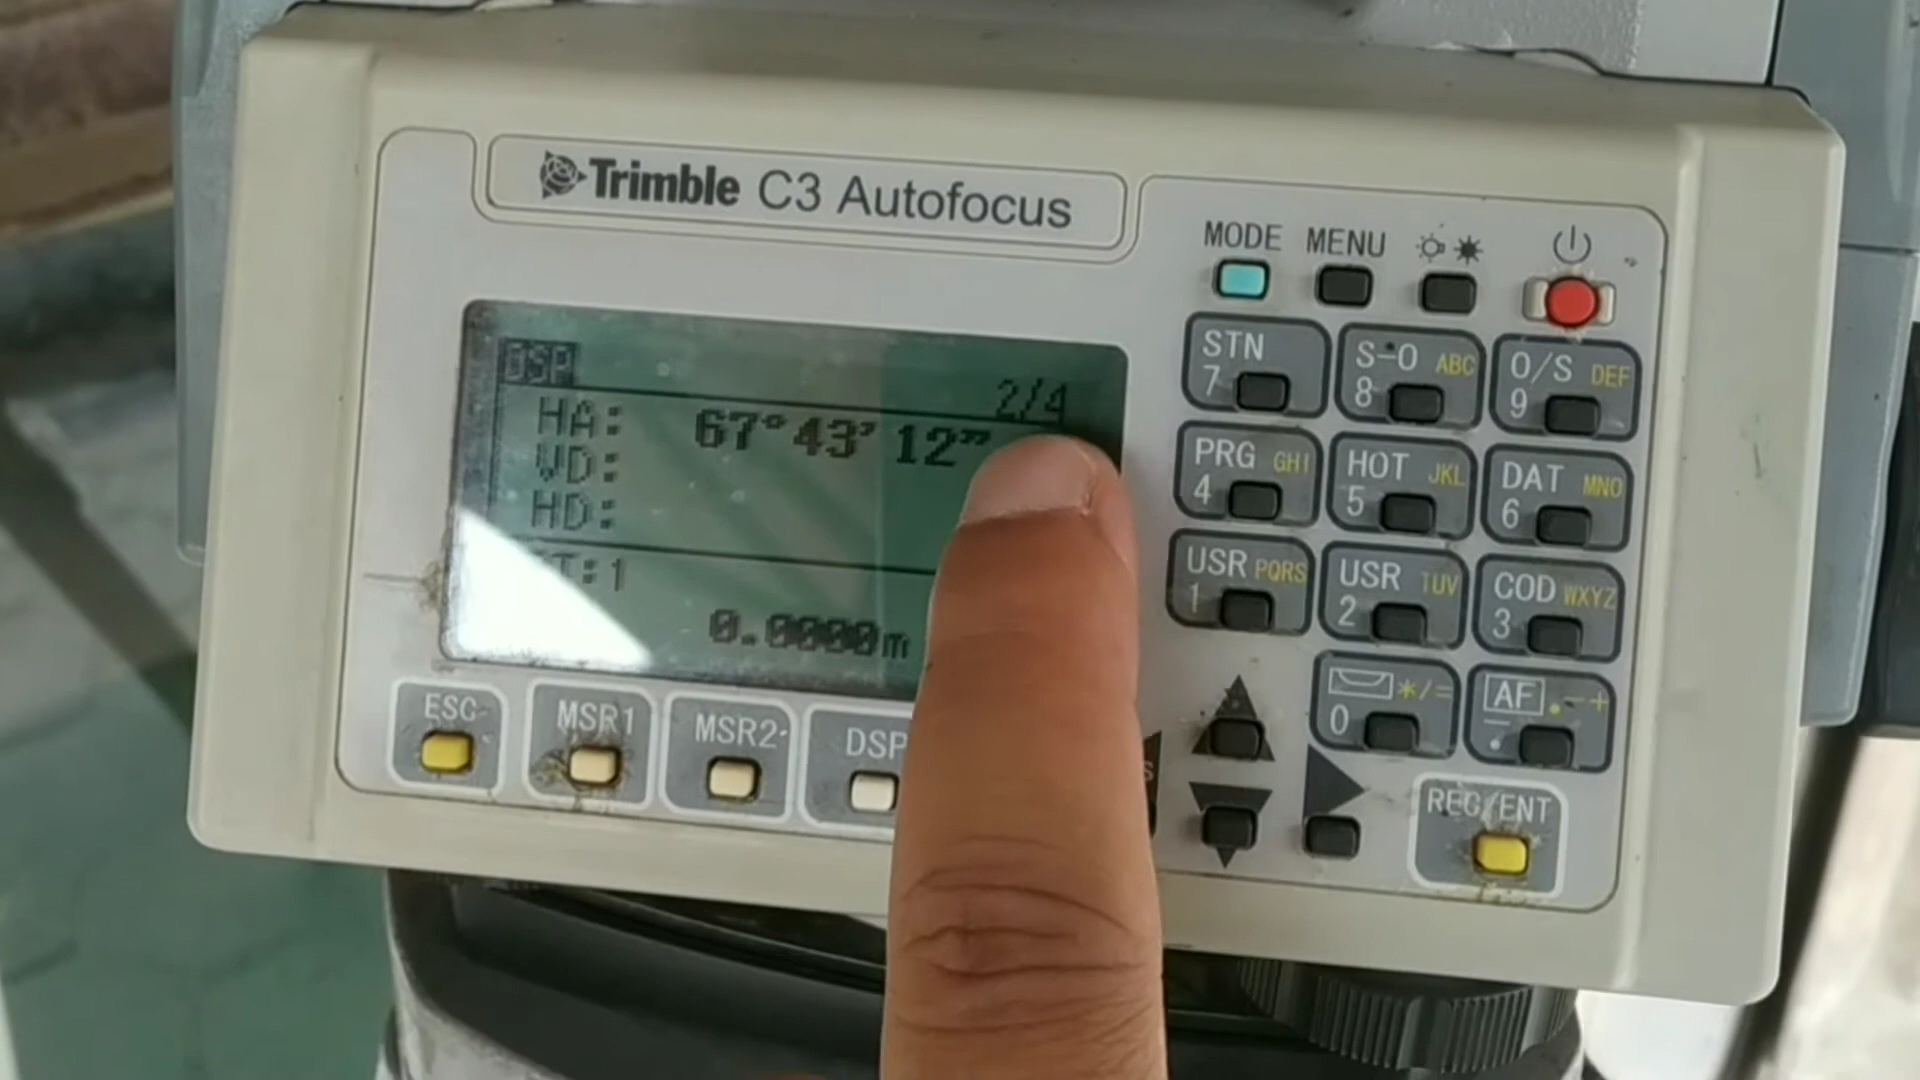 Trimble C3 Autofocus
MODE MENU
DSP 2/4
HA: 67°43'12"
VD:
HD:
:1
0.0000m
STN
7
S-O ABC
8
O/S DEF
9
PRG GHI
4
HOT JKL
5
DAT MNO
6
USR PQRS
1
USR TUV
2
COD WXYZ
3
*/=
0
AF .-+
ESC MSR1 MSR2 DSP
REC/ENT